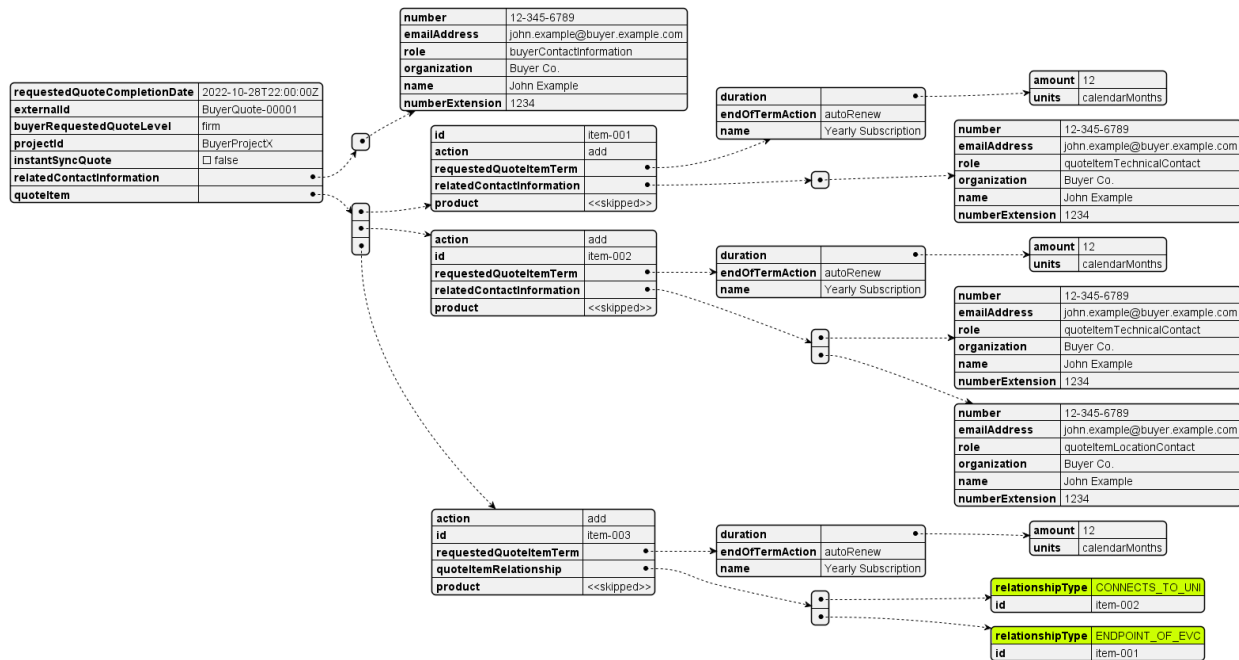 requestedQuoteCompletionDate 2022-10-28T22:00:00Z
externalId BuyerQuote-00001
buyerRequestedQuoteLevel firm
projectId BuyerProjectX
instantSyncQuote ☐ false
relatedContactInformation
quoteItem
number 12-345-6789
emailAddress john.example@buyer.example.com
role buyerContactInformation
organization Buyer Co.
name John Example
numberExtension 1234
id item-001
action add
requestedQuoteItemTerm
relatedContactInformation
product <<skipped>>
duration
endOfTermAction autoRenew
name Yearly Subscription
amount 12
units calendarMonths
number 12-345-6789
emailAddress john.example@buyer.example.com
role quoteItemTechnicalContact
organization Buyer Co.
name John Example
numberExtension 1234
action add
id item-002
requestedQuoteItemTerm
relatedContactInformation
product <<skipped>>
duration
endOfTermAction autoRenew
name Yearly Subscription
amount 12
units calendarMonths
number 12-345-6789
emailAddress john.example@buyer.example.com
role quoteItemTechnicalContact
organization Buyer Co.
name John Example
numberExtension 1234
number 12-345-6789
emailAddress john.example@buyer.example.com
role quoteItemLocationContact
organization Buyer Co.
name John Example
numberExtension 1234
action add
id item-003
requestedQuoteItemTerm
quoteItemRelationship
product <<skipped>>
duration
endOfTermAction autoRenew
name Yearly Subscription
amount 12
units calendarMonths
relationshipType CONNECTS_TO_UNI
id item-002
relationshipType ENDPOINT_OF_EVC
id item-001